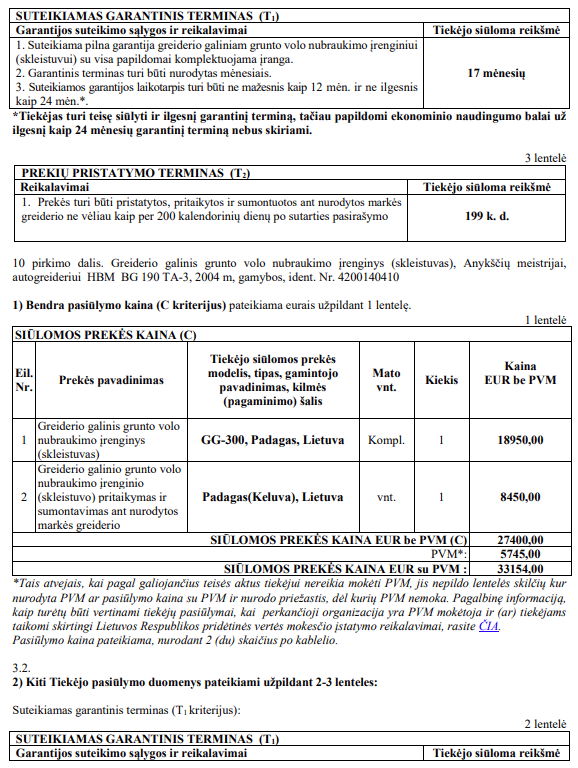 SUTEIKIAMAS GARANTINIS TERMINAS (T1)
Garantijos suteikimo sąlygos ir reikalavimai Tiekėjo siūloma reikšmė
1. Suteikiama pilna garantija greiderio galiniam grunto volo nubraukimo įrenginiui
(skleistuvui) su visa papildomai komplektuojama įranga.
2. Garantinis terminas turi būti nurodytas mėnesiais.
3. Suteikiamos garantijos laikotarpis turi būti ne mažesnis kaip 12 mėn. ir ne ilgesnis
kaip 24 mėn.*.
17 mėnesių
*Tiekėjas turi teisę siūlyti ir ilgesnį garantinį terminą, tačiau papildomi ekonominio naudingumo balai už
ilgesnį kaip 24 mėnesių garantinį terminą nebus skiriami.
3 lentelė
PREKIŲ PRISTATYMO TERMINAS (T2)
Reikalavimai Tiekėjo siūloma reikšmė
1. Prekės turi būti pristatytos, pritaikytos ir sumontuotos ant nurodytos markės
greiderio ne vėliau kaip per 200 kalendorinių dienų po sutarties pasirašymo
199 k. d.
10 pirkimo dalis. Greiderio galinis grunto volo nubraukimo įrenginys (skleistuvas), Anykščių meistrijai,
autogreideriui HBM BG 190 TA-3, 2004 m, gamybos, ident. Nr. 4200140410
1) Bendra pasiūlymo kaina (C kriterijus) pateikiama eurais užpildant 1 lentelę.
1 lentelė
SIŪLOMOS PREKĖS KAINA (C)
Eil.
Nr.
Prekės pavadinimas
Tiekėjo siūlomos prekės
modelis, tipas, gamintojo
pavadinimas, kilmės
(pagaminimo) šalis
Mato
vnt.
Kiekis
Kaina
EUR be PVM
1
Greiderio galinis grunto volo
nubraukimo įrenginys
(skleistuvas)
GG-300, Padagas, Lietuva Kompl. 1 18950,00
2
Greiderio galinio grunto volo
nubraukimo įrenginio
(skleistuvo) pritaikymas ir
sumontavimas ant nurodytos
markės greiderio
Padagas(Keluva), Lietuva vnt. 1 8450,00
SIŪLOMOS PREKĖS KAINA EUR be PVM (C) 27400,00
PVM*: 5745,00
SIŪLOMOS PREKĖS KAINA EUR su PVM : 33154,00
*Tais atvejais, kai pagal galiojančius teisės aktus tiekėjui nereikia mokėti PVM, jis nepildo lentelės skilčių kur
nurodyta PVM ar pasiūlymo kaina su PVM ir nurodo priežastis, dėl kurių PVM nemoka. Pagalbinę informaciją,
kaip turėtų būti vertinami tiekėjų pasiūlymai, kai perkančioji organizacija yra PVM mokėtoja ir (ar) tiekėjams
taikomi skirtingi Lietuvos Respublikos pridėtinės vertės mokesčio įstatymo reikalavimai, rasite ČIA.
Pasiūlymo kaina pateikiama, nurodant 2 (du) skaičius po kablelio.
3.2.
2) Kiti Tiekėjo pasiūlymo duomenys pateikiami užpildant 2-3 lenteles:
Suteikiamas garantinis terminas (T1 kriterijus):
2 lentelė
SUTEIKIAMAS GARANTINIS TERMINAS (T1)
Garantijos suteikimo sąlygos ir reikalavimai Tiekėjo siūloma reikšmė